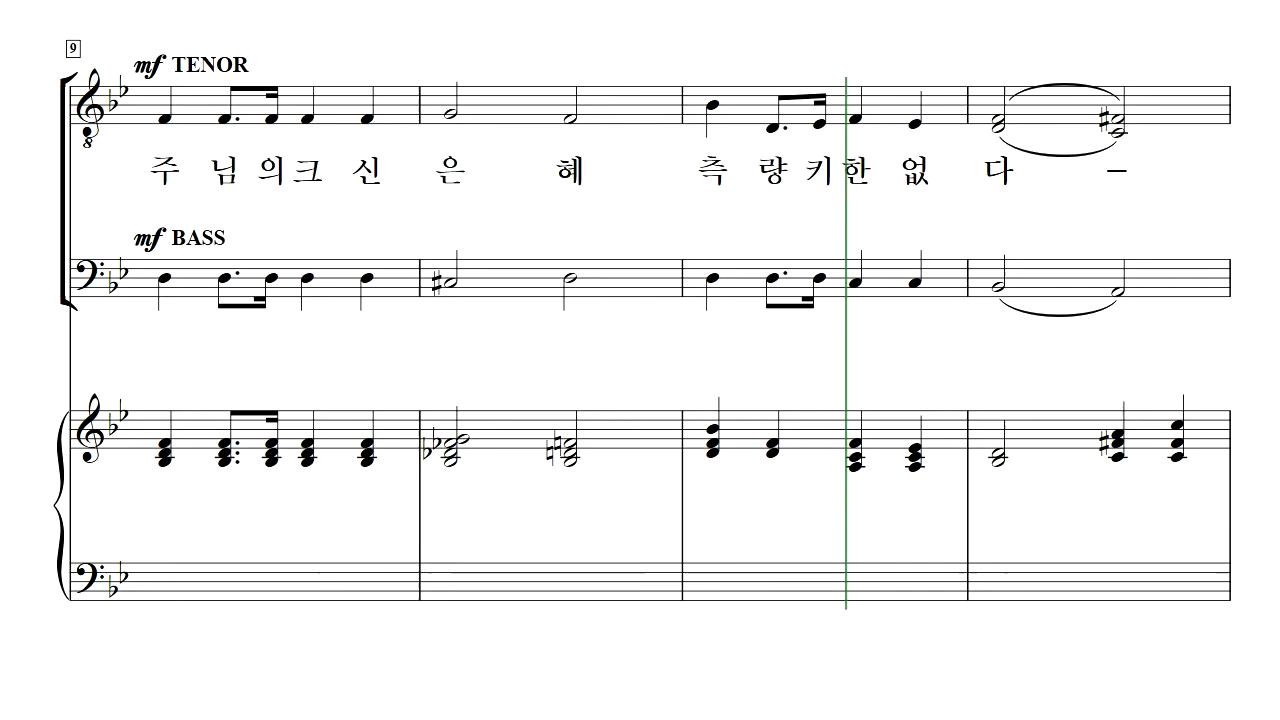 9
mf TENOR
주 님 의 크 신 은 혜 측 량 키 한 없 다 –
mf BASS